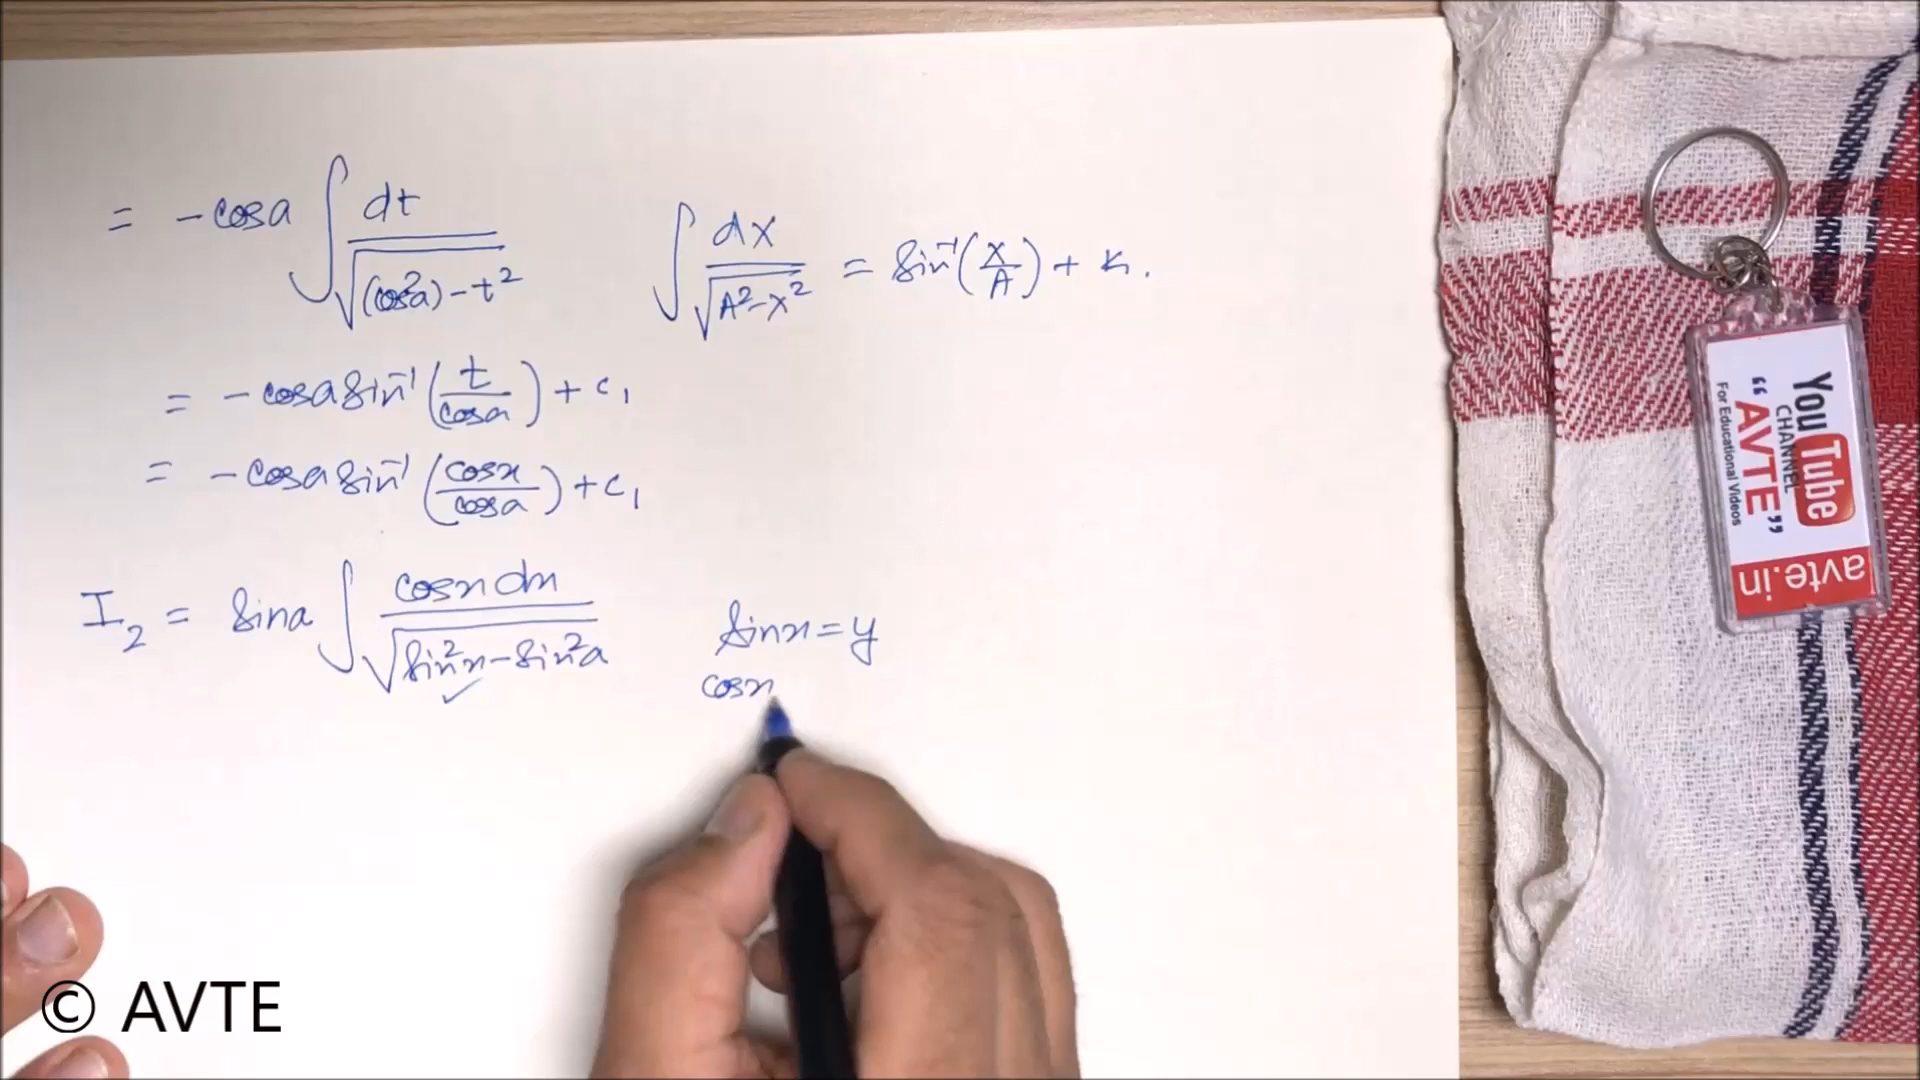 = -cosa ∫ dt / √((cos²a) - t²)
∫ dx / √(A² - x²) = sin⁻¹(x/A) + k.
= -cosa sin⁻¹(t/cosa) + c₁
= -cosa sin⁻¹(cosx/cosa) + c₁
I₂ = sina ∫ cosx dx / √(sin²x - sin²a)
sinx = y
cosx
YouTube
CHANNEL
"AVTE"
For Educational Videos
avte.in
© AVTE